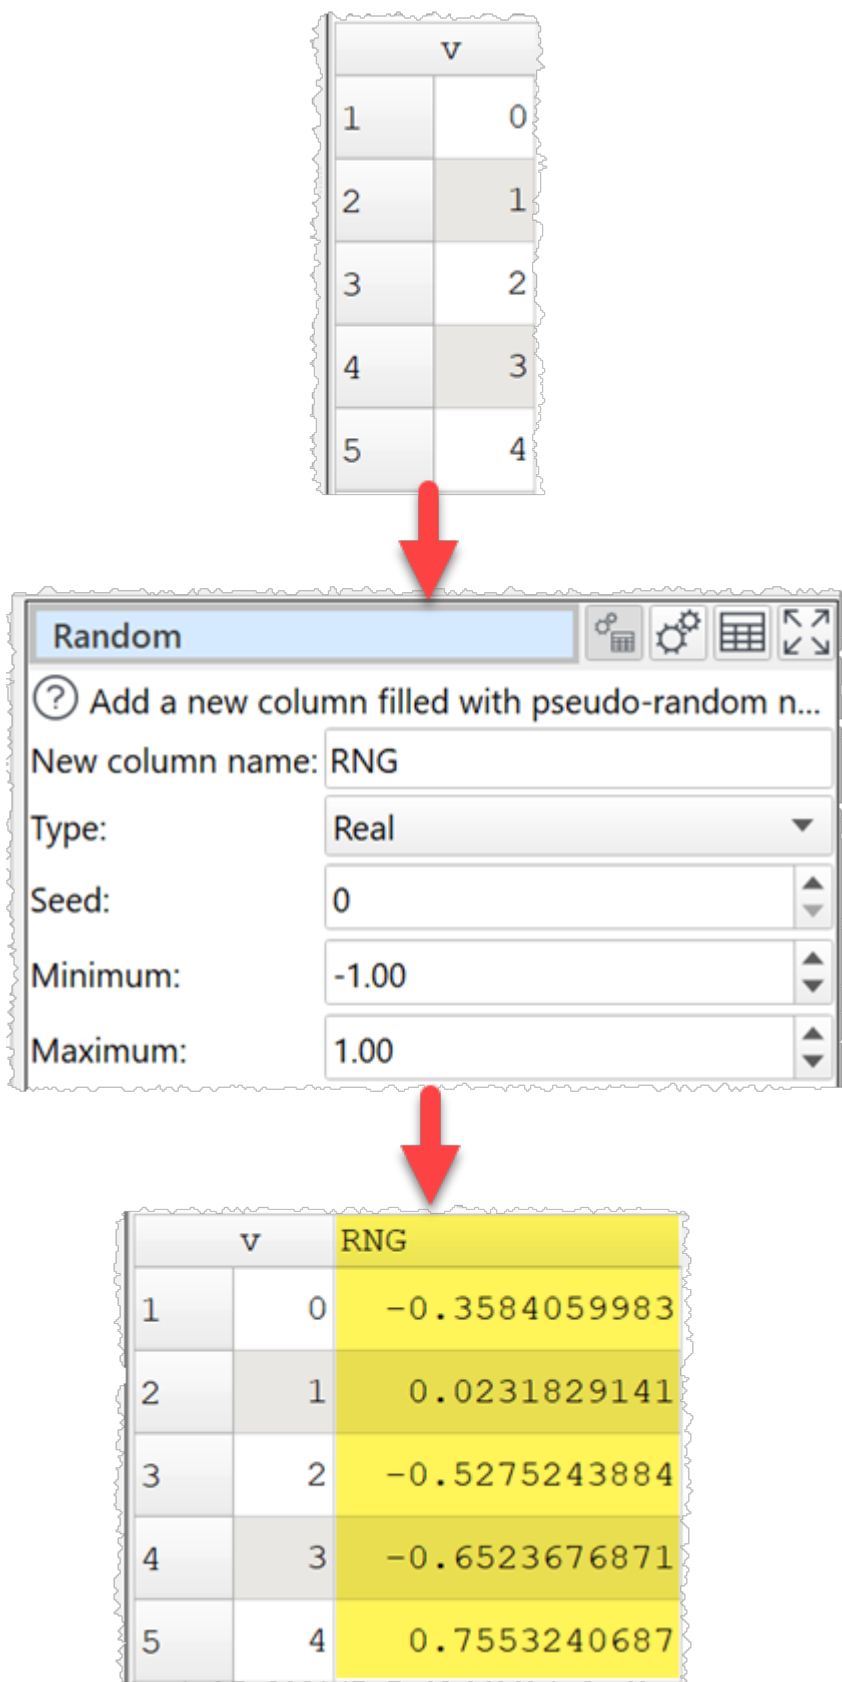 v
1 0
2 1
3 2
4 3
5 4
Random
? Add a new column filled with pseudo-random n...
New column name: RNG
Type: Real
Seed: 0
Minimum: -1.00
Maximum: 1.00
v RNG
1 0 -0.3584059983
2 1 0.0231829141
3 2 -0.5275243884
4 3 -0.6523676871
5 4 0.7553240687